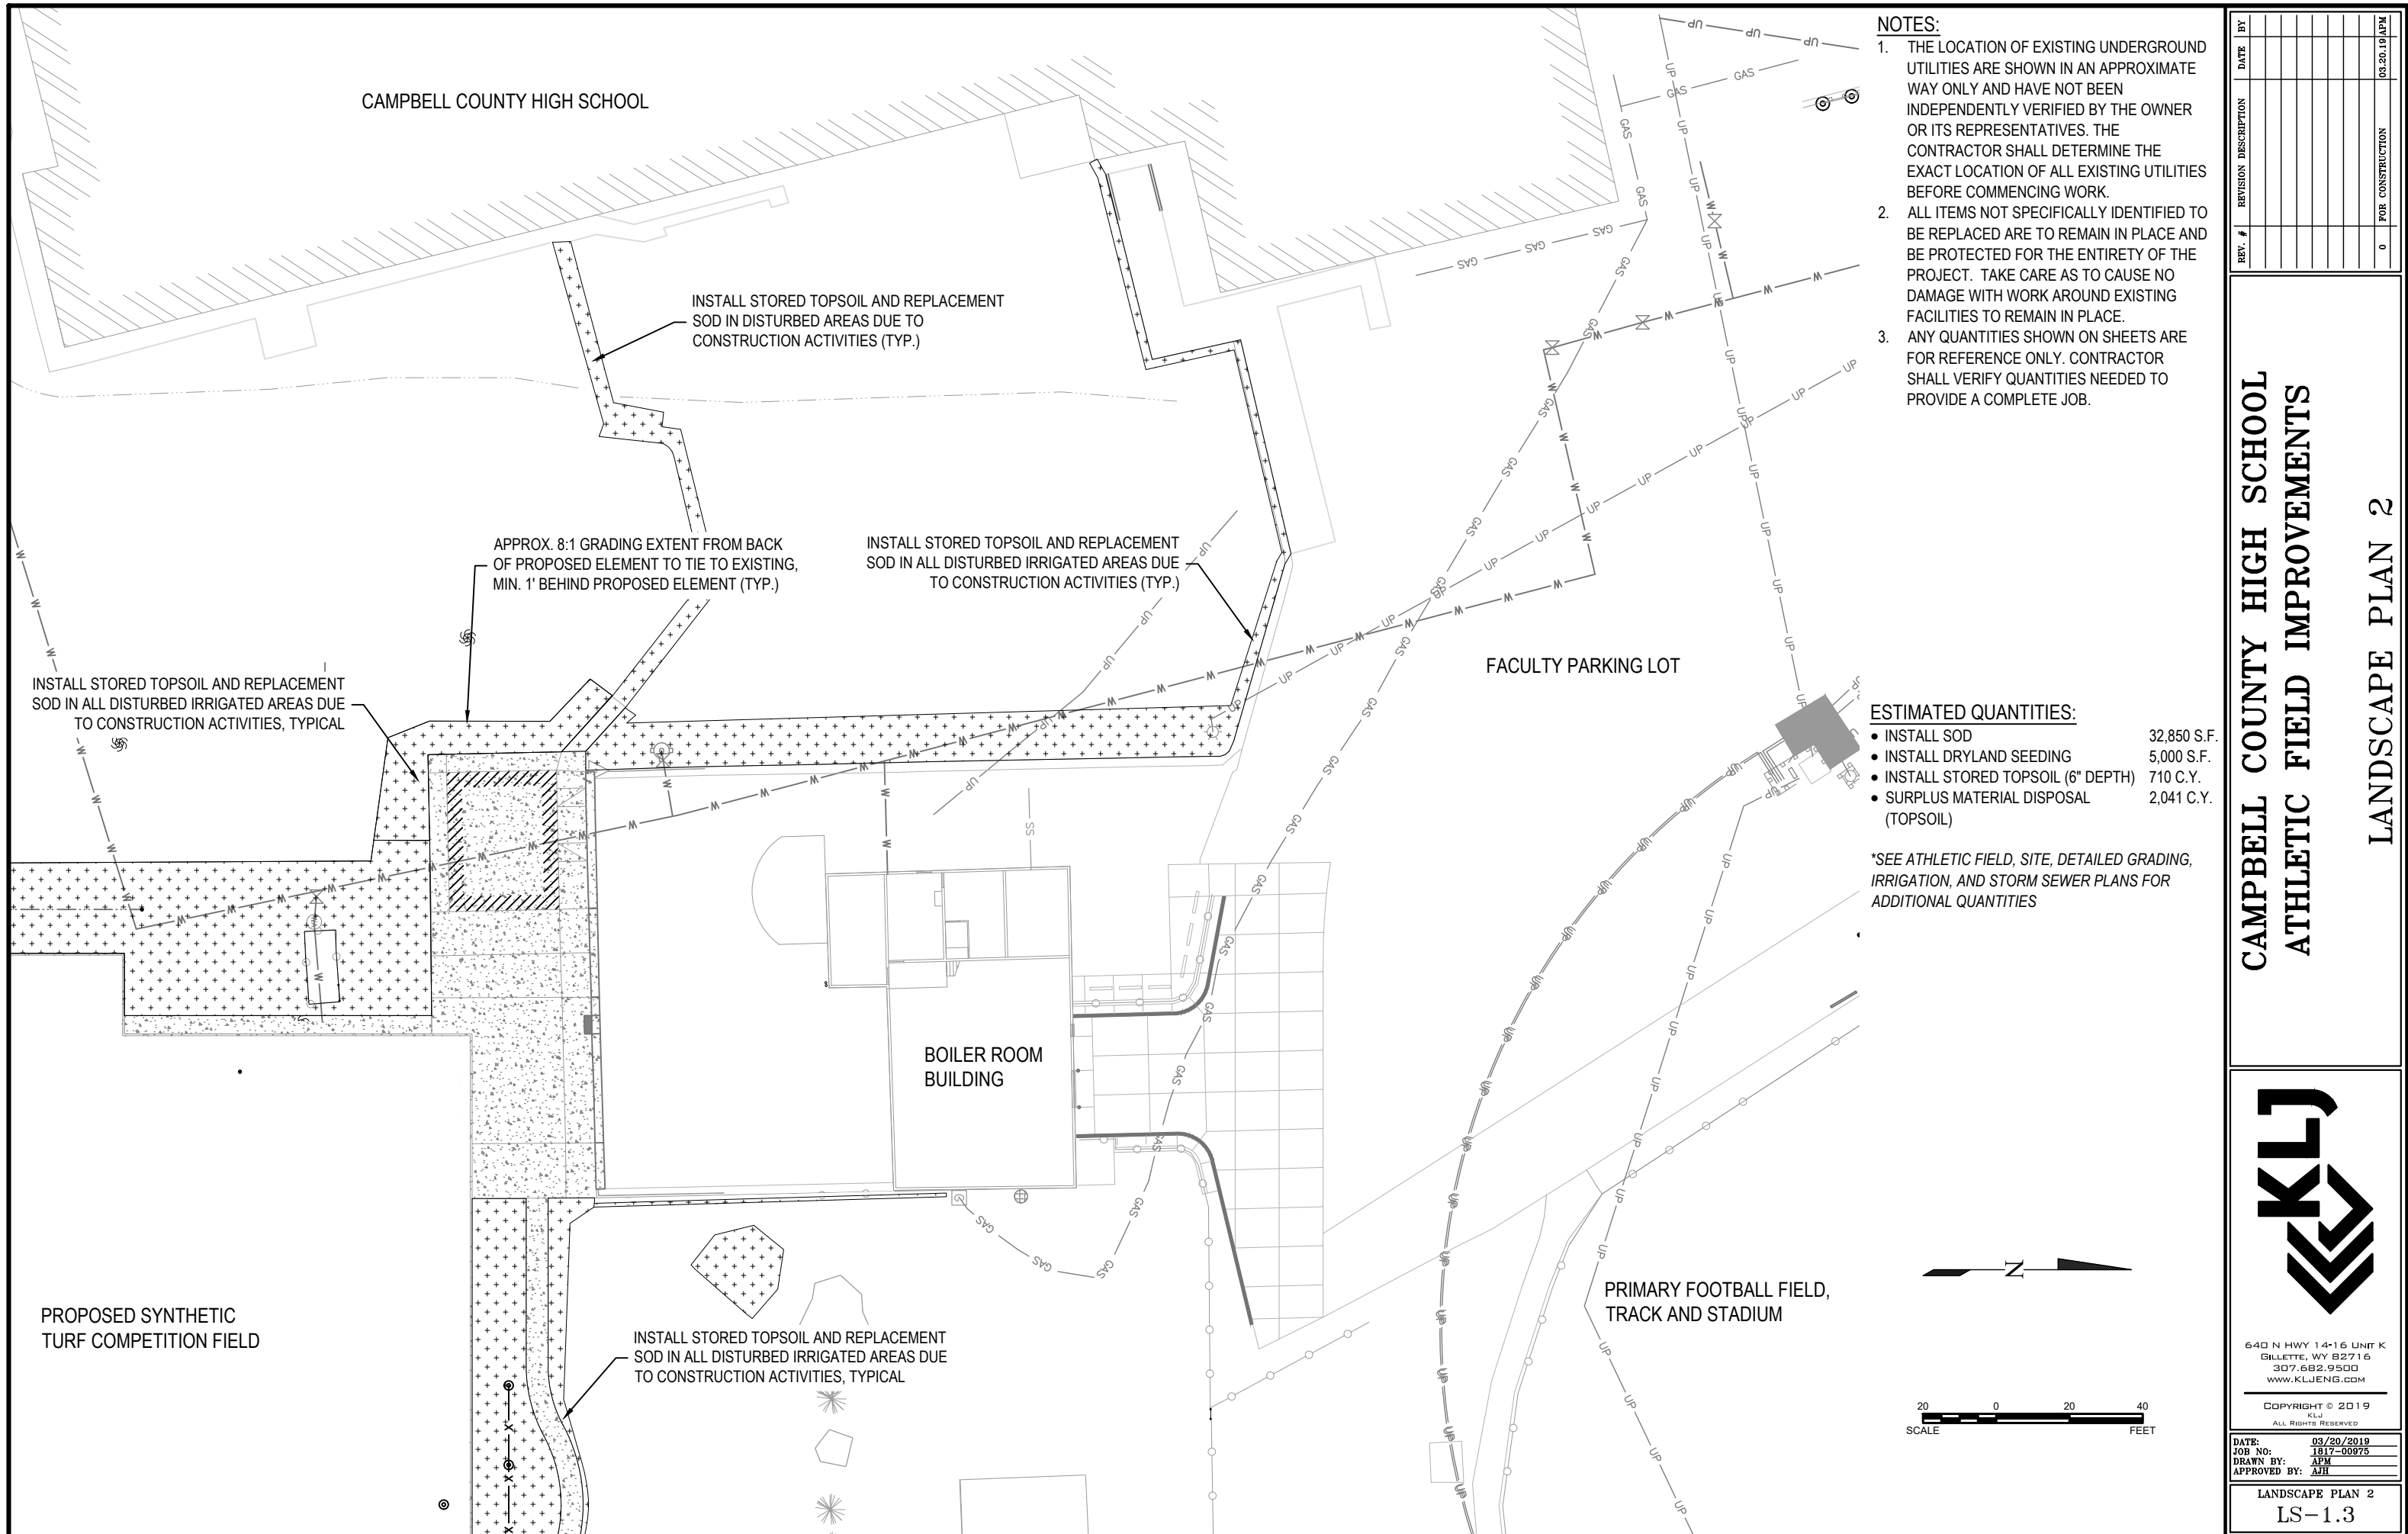 CAMPBELL COUNTY HIGH SCHOOL
INSTALL STORED TOPSOIL AND REPLACEMENT
SOD IN DISTURBED AREAS DUE TO
CONSTRUCTION ACTIVITIES (TYP.)
APPROX. 8:1 GRADING EXTENT FROM BACK
OF PROPOSED ELEMENT TO TIE TO EXISTING,
MIN. 1' BEHIND PROPOSED ELEMENT (TYP.)
INSTALL STORED TOPSOIL AND REPLACEMENT
SOD IN ALL DISTURBED IRRIGATED AREAS DUE
TO CONSTRUCTION ACTIVITIES (TYP.)
INSTALL STORED TOPSOIL AND REPLACEMENT
SOD IN ALL DISTURBED IRRIGATED AREAS DUE
TO CONSTRUCTION ACTIVITIES, TYPICAL
FACULTY PARKING LOT
BOILER ROOM
BUILDING
PROPOSED SYNTHETIC
TURF COMPETITION FIELD
INSTALL STORED TOPSOIL AND REPLACEMENT
SOD IN ALL DISTURBED IRRIGATED AREAS DUE
TO CONSTRUCTION ACTIVITIES, TYPICAL
PRIMARY FOOTBALL FIELD,
TRACK AND STADIUM
GAS
UP
W
SS
NOTES:
1. THE LOCATION OF EXISTING UNDERGROUND
UTILITIES ARE SHOWN IN AN APPROXIMATE
WAY ONLY AND HAVE NOT BEEN
INDEPENDENTLY VERIFIED BY THE OWNER
OR ITS REPRESENTATIVES. THE
CONTRACTOR SHALL DETERMINE THE
EXACT LOCATION OF ALL EXISTING UTILITIES
BEFORE COMMENCING WORK.
2. ALL ITEMS NOT SPECIFICALLY IDENTIFIED TO
BE REPLACED ARE TO REMAIN IN PLACE AND
BE PROTECTED FOR THE ENTIRETY OF THE
PROJECT. TAKE CARE AS TO CAUSE NO
DAMAGE WITH WORK AROUND EXISTING
FACILITIES TO REMAIN IN PLACE.
3. ANY QUANTITIES SHOWN ON SHEETS ARE
FOR REFERENCE ONLY. CONTRACTOR
SHALL VERIFY QUANTITIES NEEDED TO
PROVIDE A COMPLETE JOB.
ESTIMATED QUANTITIES:
• INSTALL SOD 32,850 S.F.
• INSTALL DRYLAND SEEDING 5,000 S.F.
• INSTALL STORED TOPSOIL (6" DEPTH) 710 C.Y.
• SURPLUS MATERIAL DISPOSAL 2,041 C.Y.
(TOPSOIL)
*SEE ATHLETIC FIELD, SITE, DETAILED GRADING,
IRRIGATION, AND STORM SEWER PLANS FOR
ADDITIONAL QUANTITIES
N
20 0 20 40
SCALE FEET
REV. # REVISION DESCRIPTION DATE BY
0 FOR CONSTRUCTION 03.20.19 APM
CAMPBELL COUNTY HIGH SCHOOL
ATHLETIC FIELD IMPROVEMENTS
LANDSCAPE PLAN 2
KLJ
640 N HWY 14-16 UNIT K
GILLETTE, WY 82716
307.682.9500
WWW.KLJENG.COM
COPYRIGHT © 2019
KLJ
ALL RIGHTS RESERVED
DATE: 03/20/2019
JOB NO: 1817-00975
DRAWN BY: APM
APPROVED BY: AJH
LANDSCAPE PLAN 2
LS-1.3